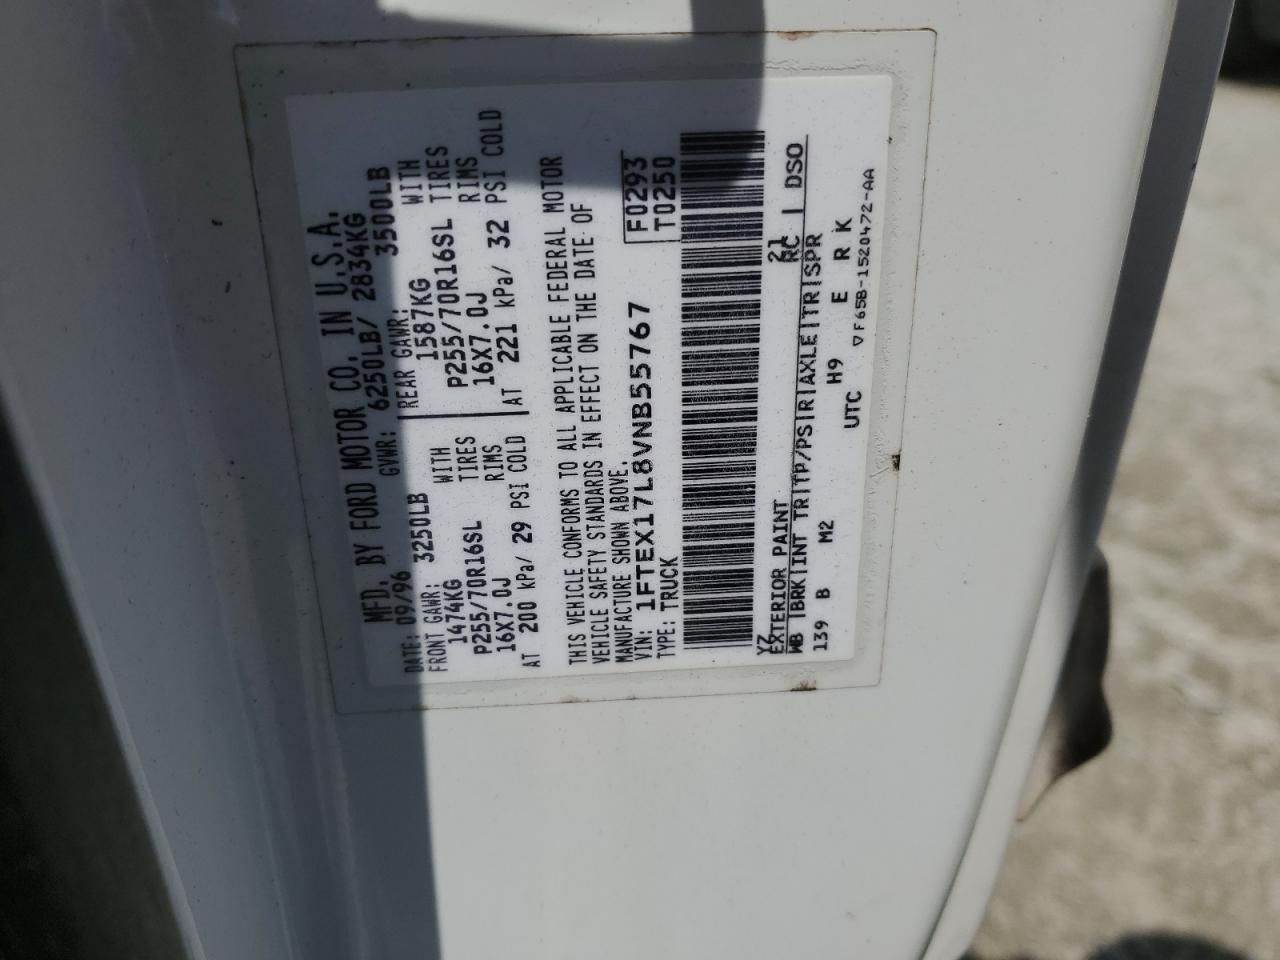 MFD. BY FORD MOTOR CO. IN U.S.A.
DATE: 09/96 GVWR: 6250LB/ 2834KG
FRONT GAWR: 3250LB REAR GAWR: 3500LB
1474KG WITH 1587KG WITH
P255/70R16SL TIRES P255/70R16SL TIRES
16X7.0J RIMS 16X7.0J RIMS
AT 200 kPa/ 29 PSI COLD AT 221 kPa/ 32 PSI COLD
THIS VEHICLE CONFORMS TO ALL APPLICABLE FEDERAL MOTOR
VEHICLE SAFETY STANDARDS IN EFFECT ON THE DATE OF
MANUFACTURE SHOWN ABOVE.
VIN: 1FTEX17L8VNB55767 F0293
TYPE: TRUCK T0250
YZ 21
EXTERIOR PAINT RC | DSO
WB |BRK|INT TR|TP/PS|R|AXLE|TR|SPR
139 B M2 H9 E R K
UTC ▽F65B-1520472-AA